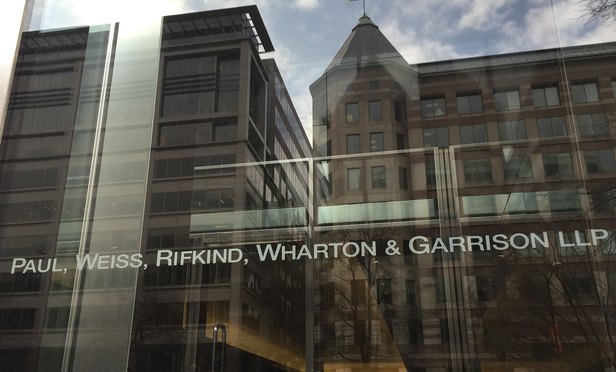 PAUL, WEISS, RIFKIND, WHARTON & GARRISON LLP